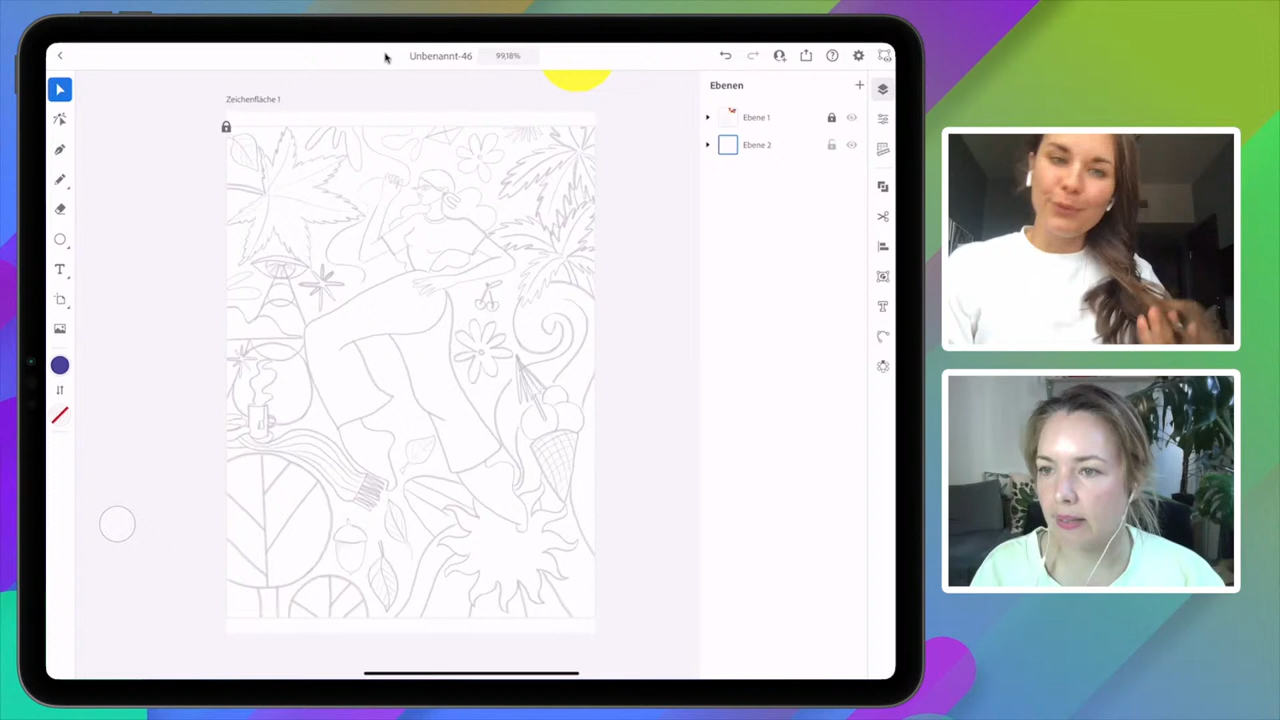 Unbenannt-46
99,18%
Zeichenfläche 1
Ebenen
Ebene 1
Ebene 2